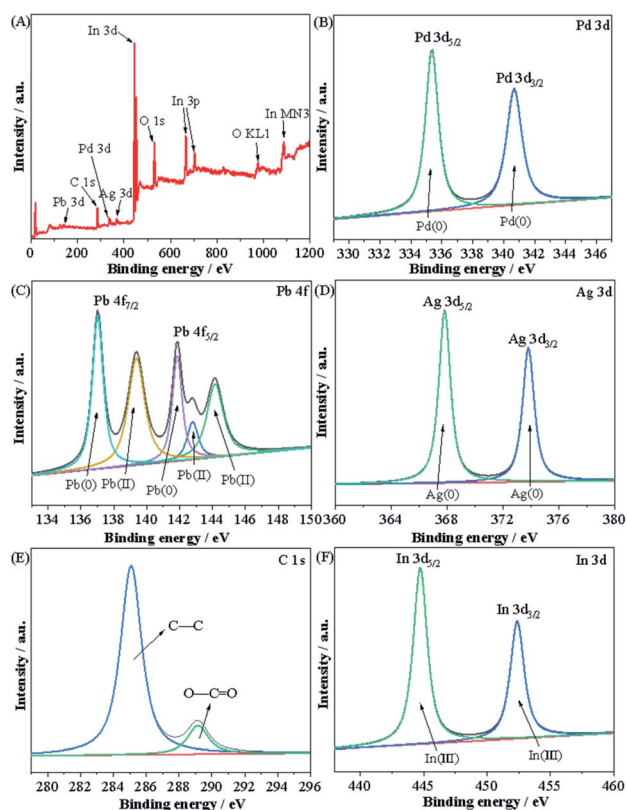 (A)
In 3d
O 1s
In 3p
In MN3
O KL1
Pd 3d
C 1s
Ag 3d
Pb 3d
Intensity / a.u.
0 200 400 600 800 1000 1200
Binding energy / eV
(B)
Pd 3d
Pd 3d5/2
Pd 3d3/2
Pd(0)
Pd(0)
Intensity / a.u.
330 332 335 338 340 342 344 346
Binding energy / eV
(C)
Pb 4f
Pb 4f7/2
Pb 4f5/2
Pb(0) Pb(II) Pb(0) Pb(II) Pb(II)
Intensity / a.u.
134 136 138 140 142 144 146 148 150
Binding energy / eV
(D)
Ag 3d
Ag 3d5/2
Ag 3d3/2
Ag(0)
Ag(0)
Intensity / a.u.
360 364 368 372 376 380
Binding energy / eV
(E)
C 1s
C—C
O—C=O
Intensity / a.u.
280 282 284 286 288 290 292 294 296
Binding energy / eV
(F)
In 3d
In 3d5/2
In 3d3/2
In(III)
In(III)
Intensity / a.u.
440 445 450 455 460
Binding energy / eV